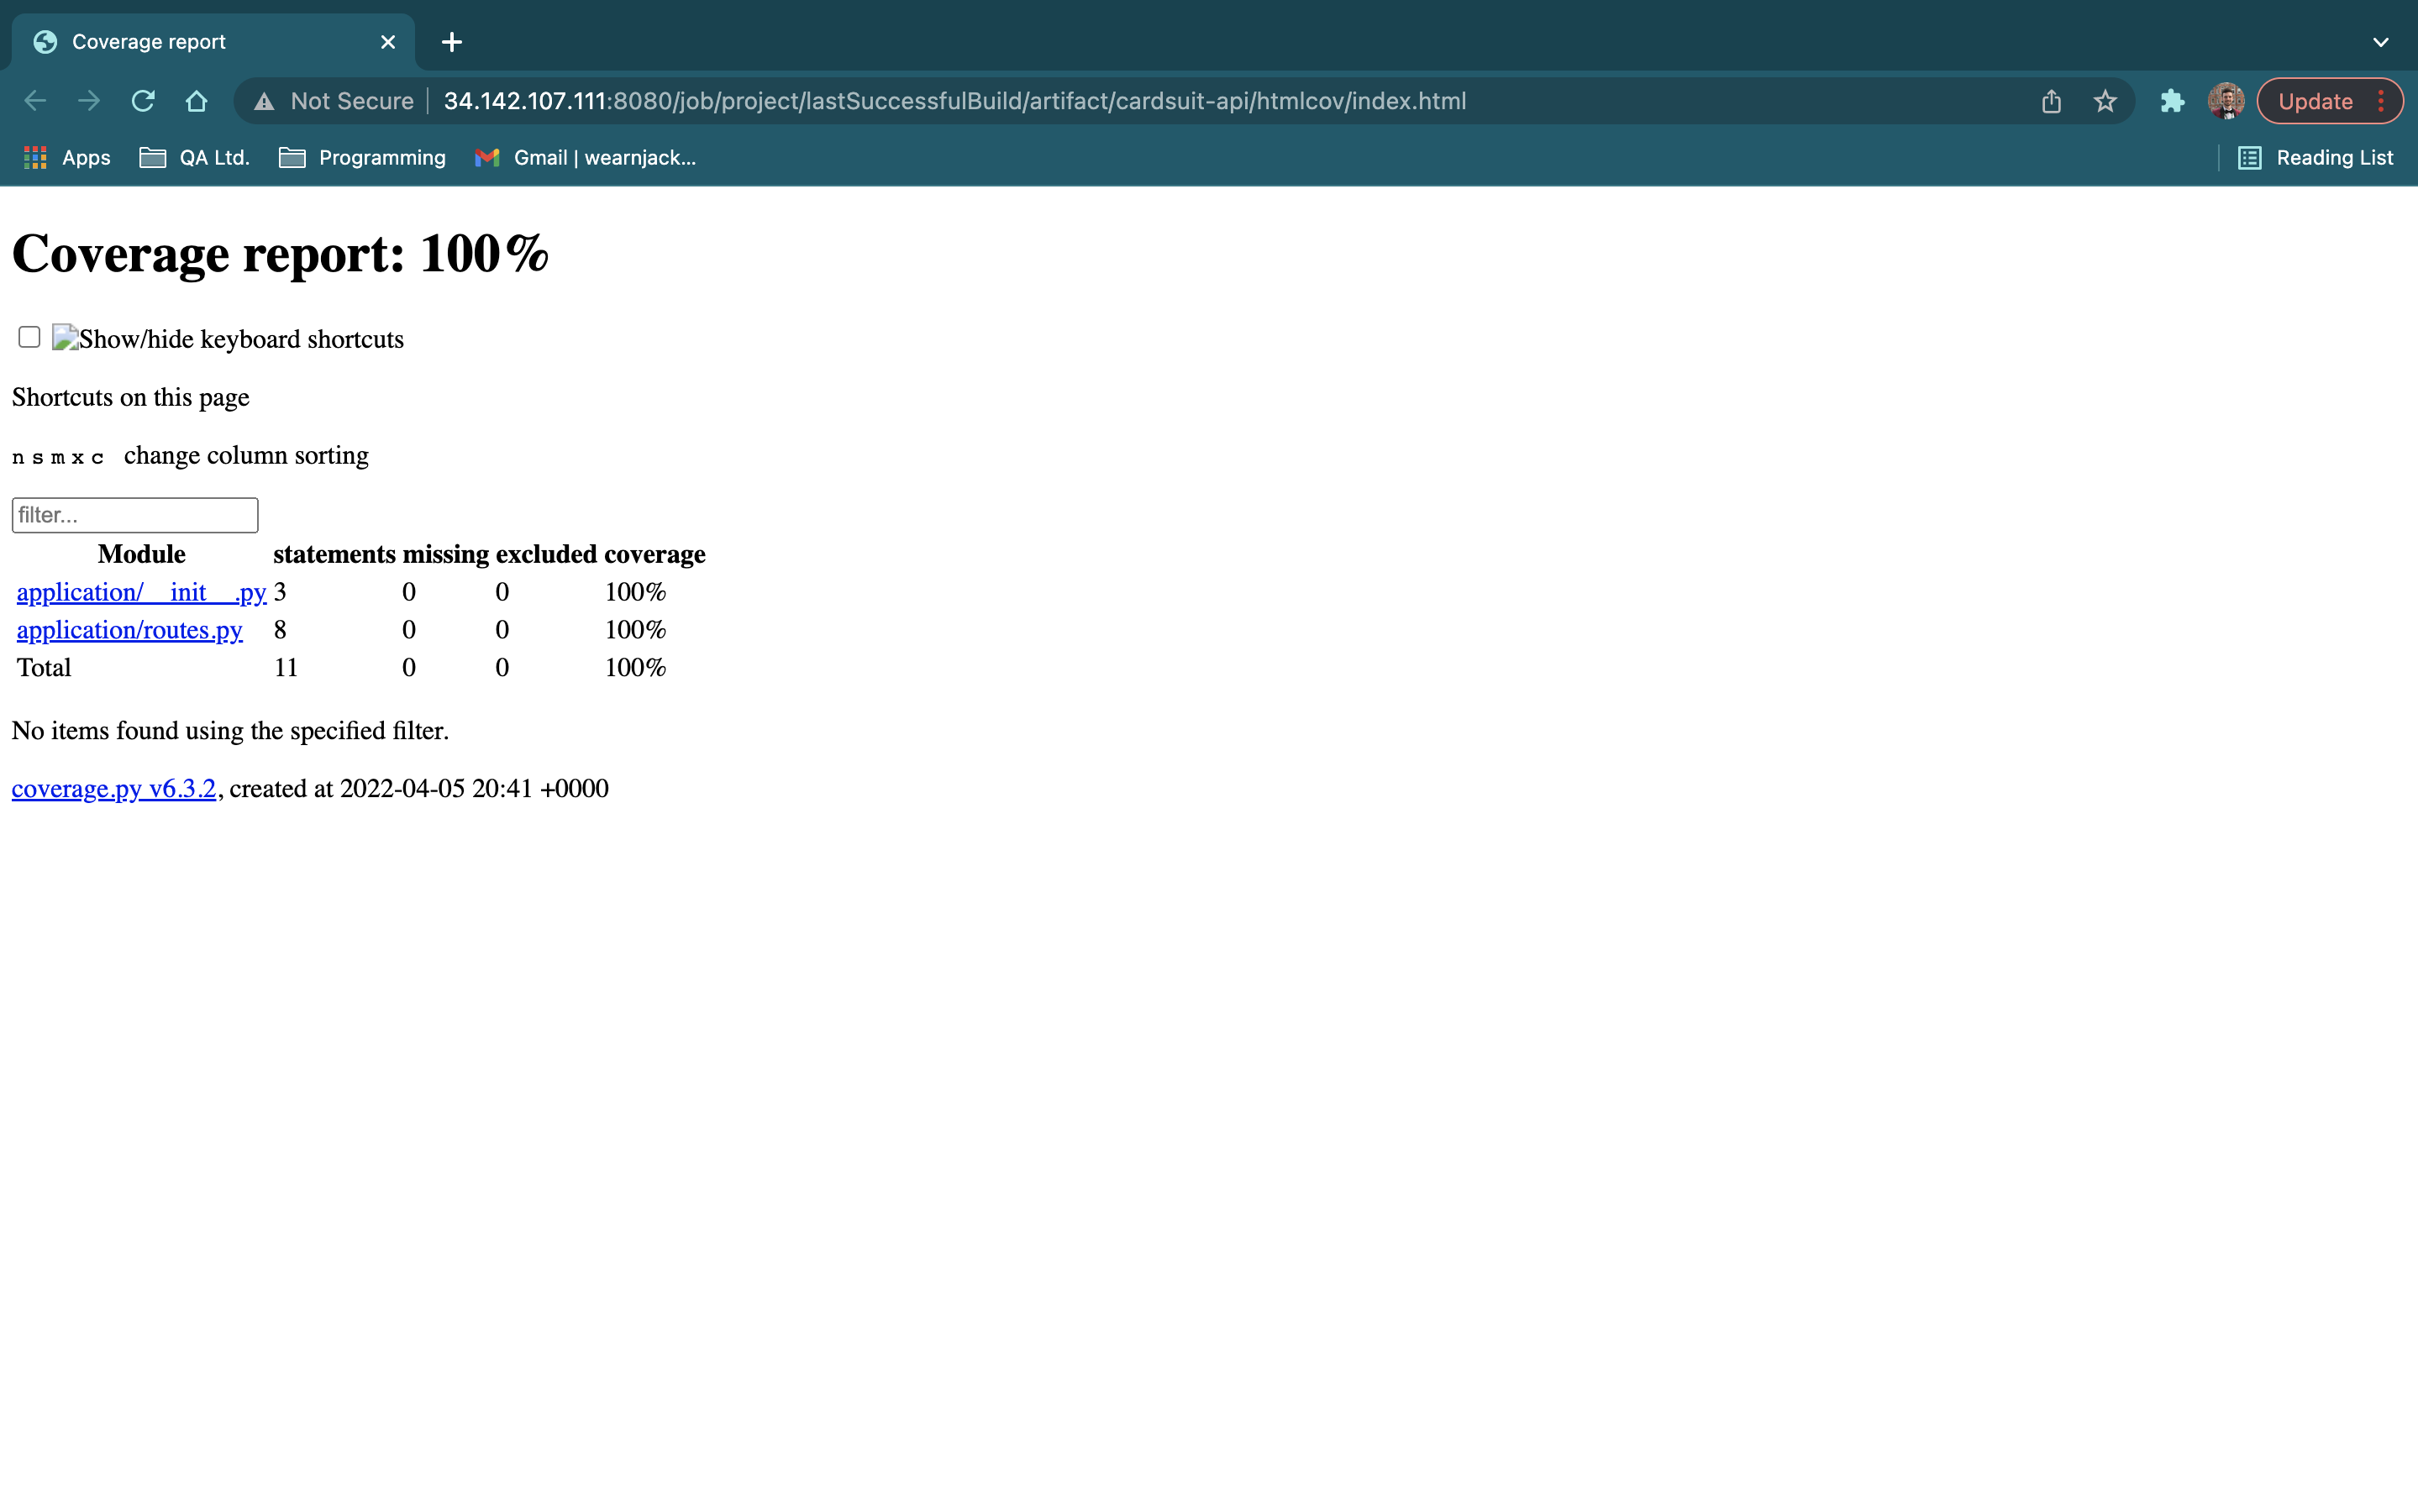 Coverage report
Not Secure 34.142.107.111:8080/job/project/lastSuccessfulBuild/artifact/cardsuit-api/htmlcov/index.html Update
Apps QA Ltd. Programming Gmail | wearnjack... Reading List
Coverage report: 100%
Show/hide keyboard shortcuts
Shortcuts on this page
n s m x c change column sorting
filter...
Module statements missing excluded coverage
application/__init__.py 3 0 0 100%
application/routes.py 8 0 0 100%
Total 11 0 0 100%
No items found using the specified filter.
coverage.py v6.3.2, created at 2022-04-05 20:41 +0000